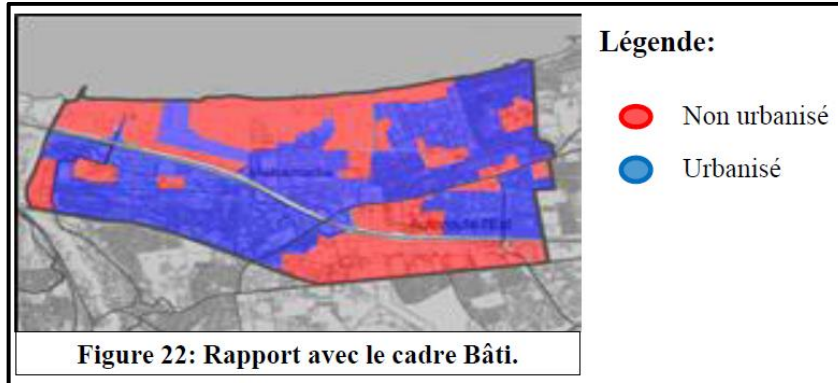 Légende:
Non urbanisé
Urbanisé
Figure 22: Rapport avec le cadre Bâti.